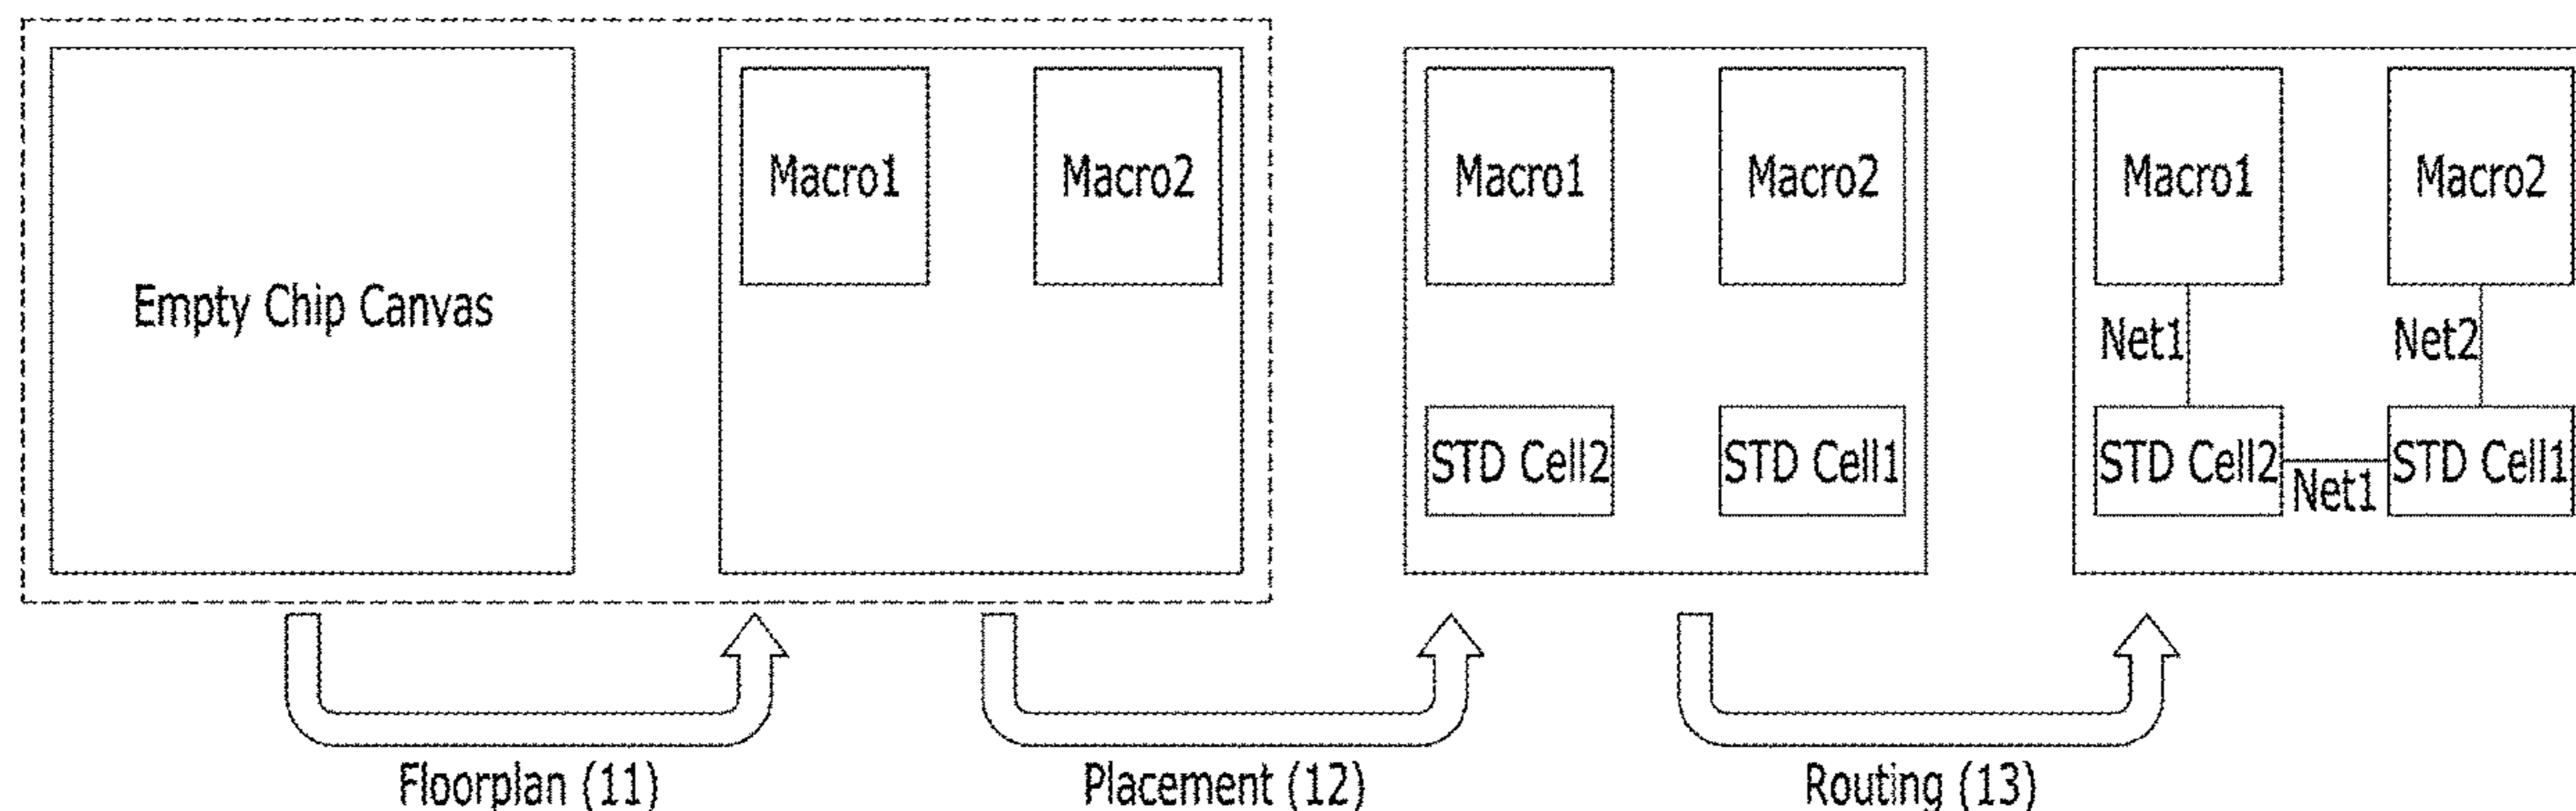 Empty Chip Canvas
Macro1
Macro2
Macro1
Macro2
STD Cell2
STD Cell1
Macro1
Macro2
Net1
Net2
STD Cell2
Net1
STD Cell1
Floorplan (11)
Placement (12)
Routing (13)